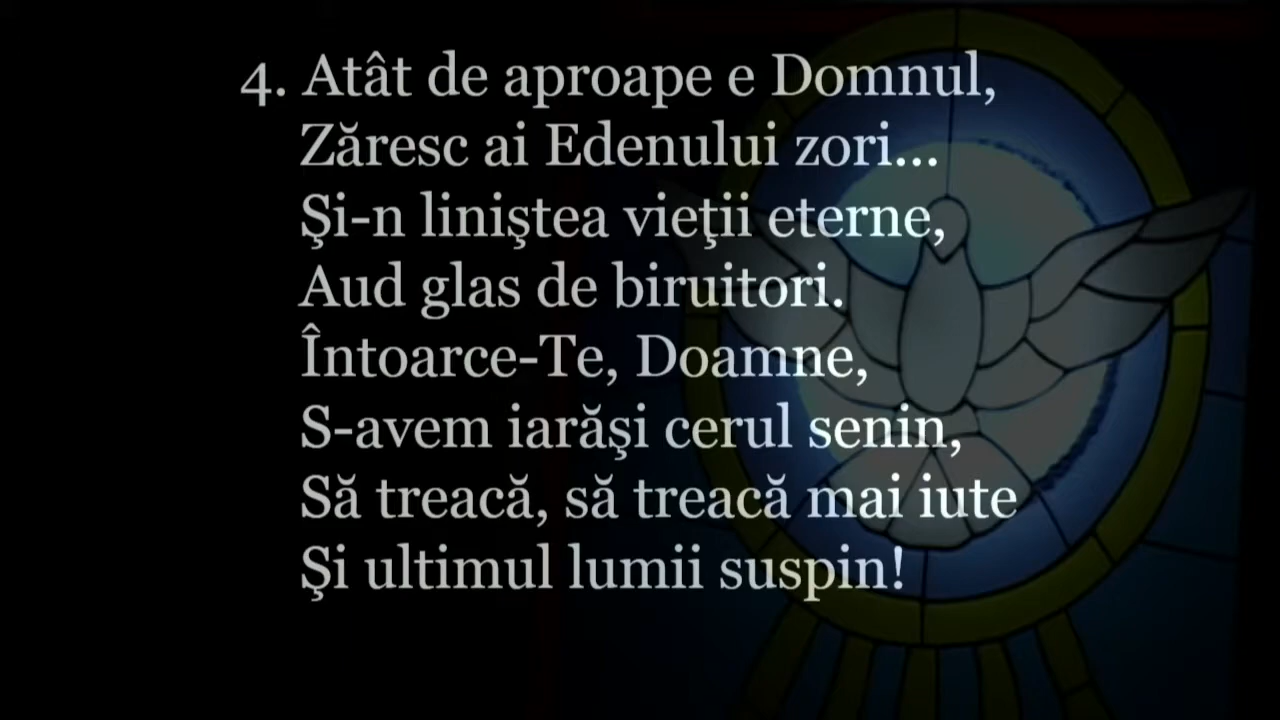 4. Atât de aproape e Domnul,
Zăresc ai Edenului zori...
Şi-n liniştea vieţii eterne,
Aud glas de biruitori.
Întoarce-Te, Doamne,
S-avem iarăşi cerul senin,
Să treacă, să treacă mai iute
Şi ultimul lumii suspin!